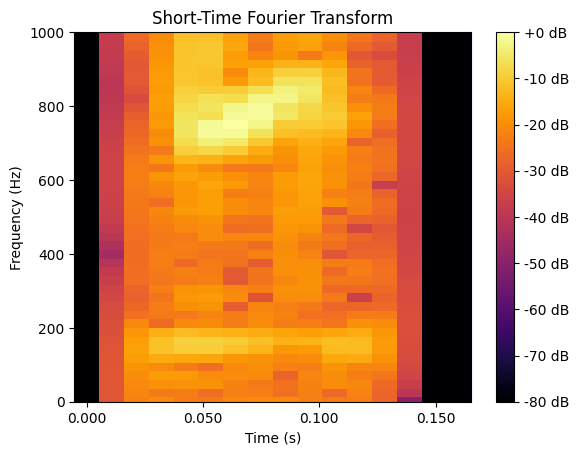 Short-Time Fourier Transform
1000
800
600
400
200
0
Frequency (Hz)
0.000
0.050
0.100
0.150
Time (s)
+0 dB
-10 dB
-20 dB
-30 dB
-40 dB
-50 dB
-60 dB
-70 dB
-80 dB